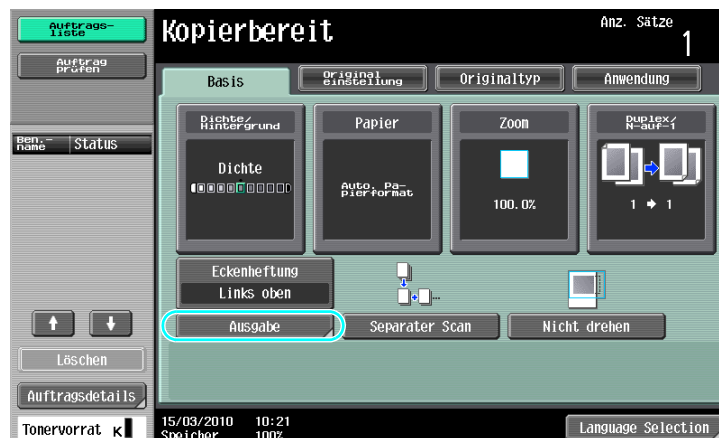 Auftrags-
liste
Auftrag
prüfen
Ben.-
name
Status
Löschen
Auftragsdetails
Tonervorrat K
Kopierbereit
Anz. Sätze
1
Basis
Original
einstellung
Originaltyp
Anwendung
Dichte/
Hintergrund
Dichte
Papier
Auto. Pa-
pierformat
Zoom
100.0%
Duplex/
N-auf-1
1 → 1
Eckenheftung
Links oben
Ausgabe
Separater Scan
Nicht drehen
15/03/2010 10:21
Speicher 100%
Language Selection